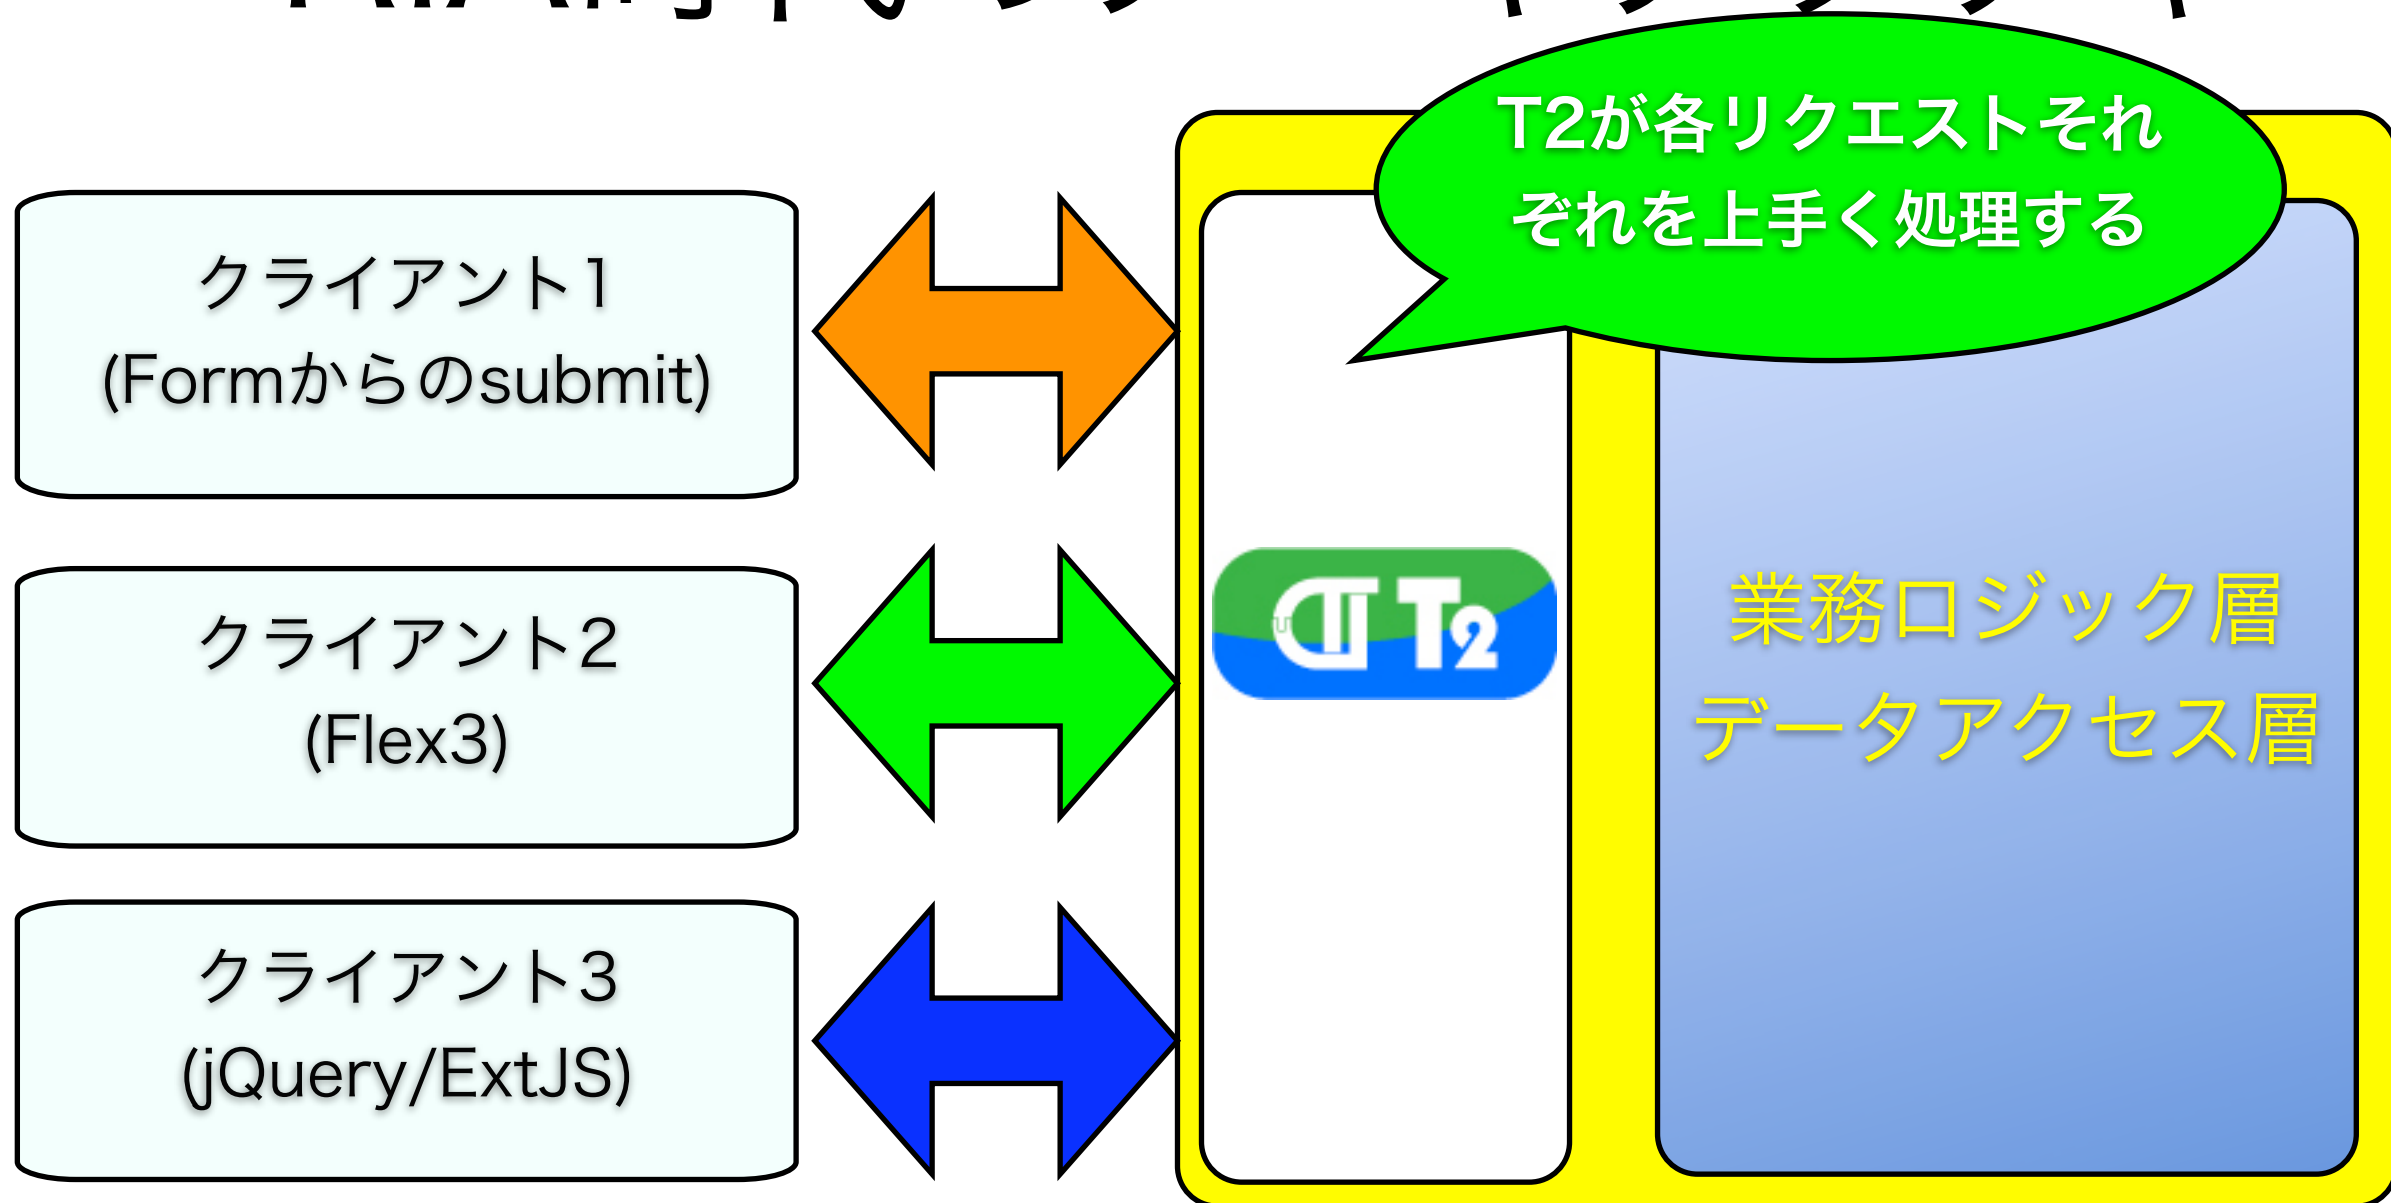 T2が各リクエストそれ
ぞれを上手く処理する
クライアント1
(Formからのsubmit)
クライアント2
(Flex3)
クライアント3
(jQuery/ExtJS)
T2
業務ロジック層
データアクセス層